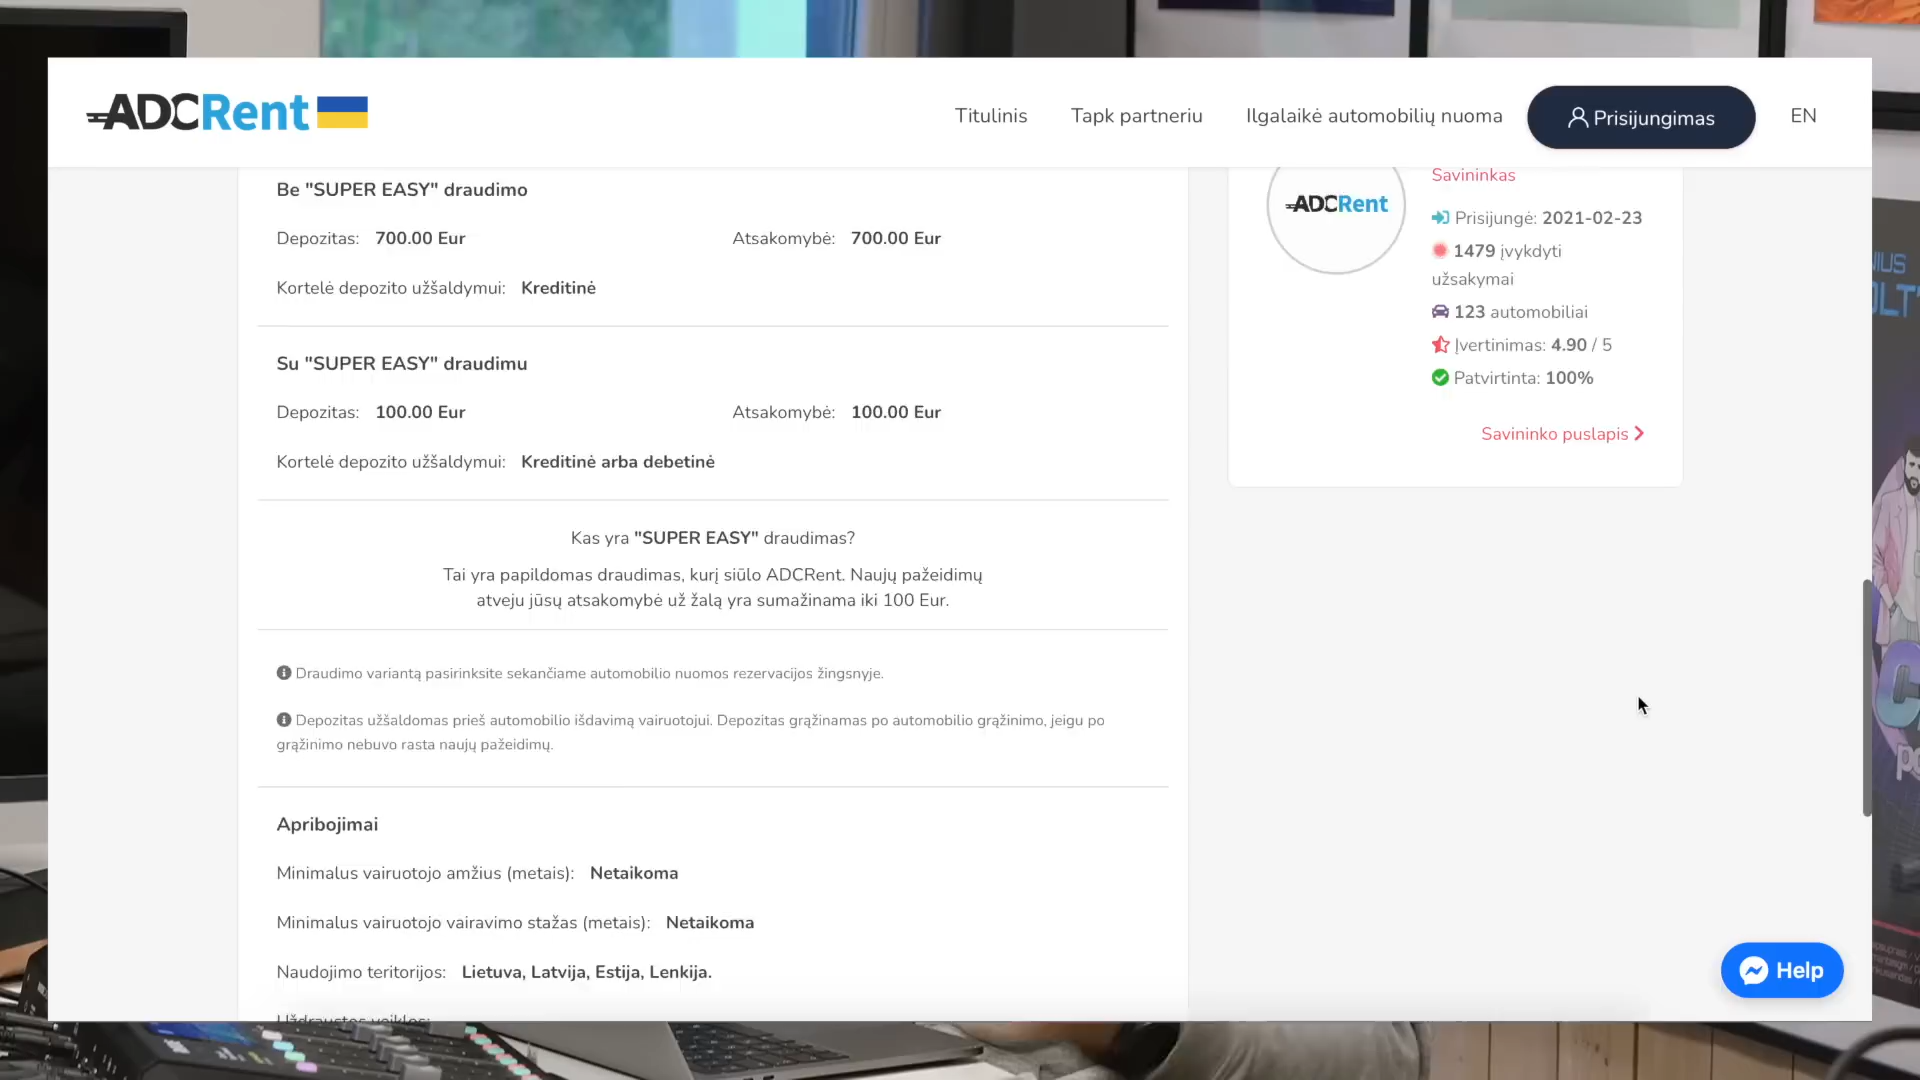 ADCRent
Titulinis
Tapk partneriu
Ilgalaikė automobilių nuoma
Prisijungimas
EN
Be "SUPER EASY" draudimo
Depozitas: 700.00 Eur
Atsakomybė: 700.00 Eur
Kortelė depozito užšaldymui: Kreditinė
Su "SUPER EASY" draudimu
Depozitas: 100.00 Eur
Atsakomybė: 100.00 Eur
Kortelė depozito užšaldymui: Kreditinė arba debetinė
Kas yra "SUPER EASY" draudimas?
Tai yra papildomas draudimas, kurį siūlo ADCRent. Naujų pažeidimų
atveju jūsų atsakomybė už žalą yra sumažinama iki 100 Eur.
Draudimo variantą pasirinksite sekančiame automobilio nuomos rezervacijos žingsnyje.
Depozitas užšaldomas prieš automobilio išdavimą vairuotojui. Depozitas grąžinamas po automobilio grąžinimo, jeigu po
grąžinimo nebuvo rasta naujų pažeidimų.
Apribojimai
Minimalus vairuotojo amžius (metais): Netaikoma
Minimalus vairuotojo vairavimo stažas (metais): Netaikoma
Naudojimo teritorijos: Lietuva, Latvija, Estija, Lenkija.
ADCRent
Savininkas
Prisijungė: 2021-02-23
1479 įvykdyti
užsakymai
123 automobiliai
Įvertinimas: 4.90 / 5
Patvirtinta: 100%
Savininko puslapis
Help